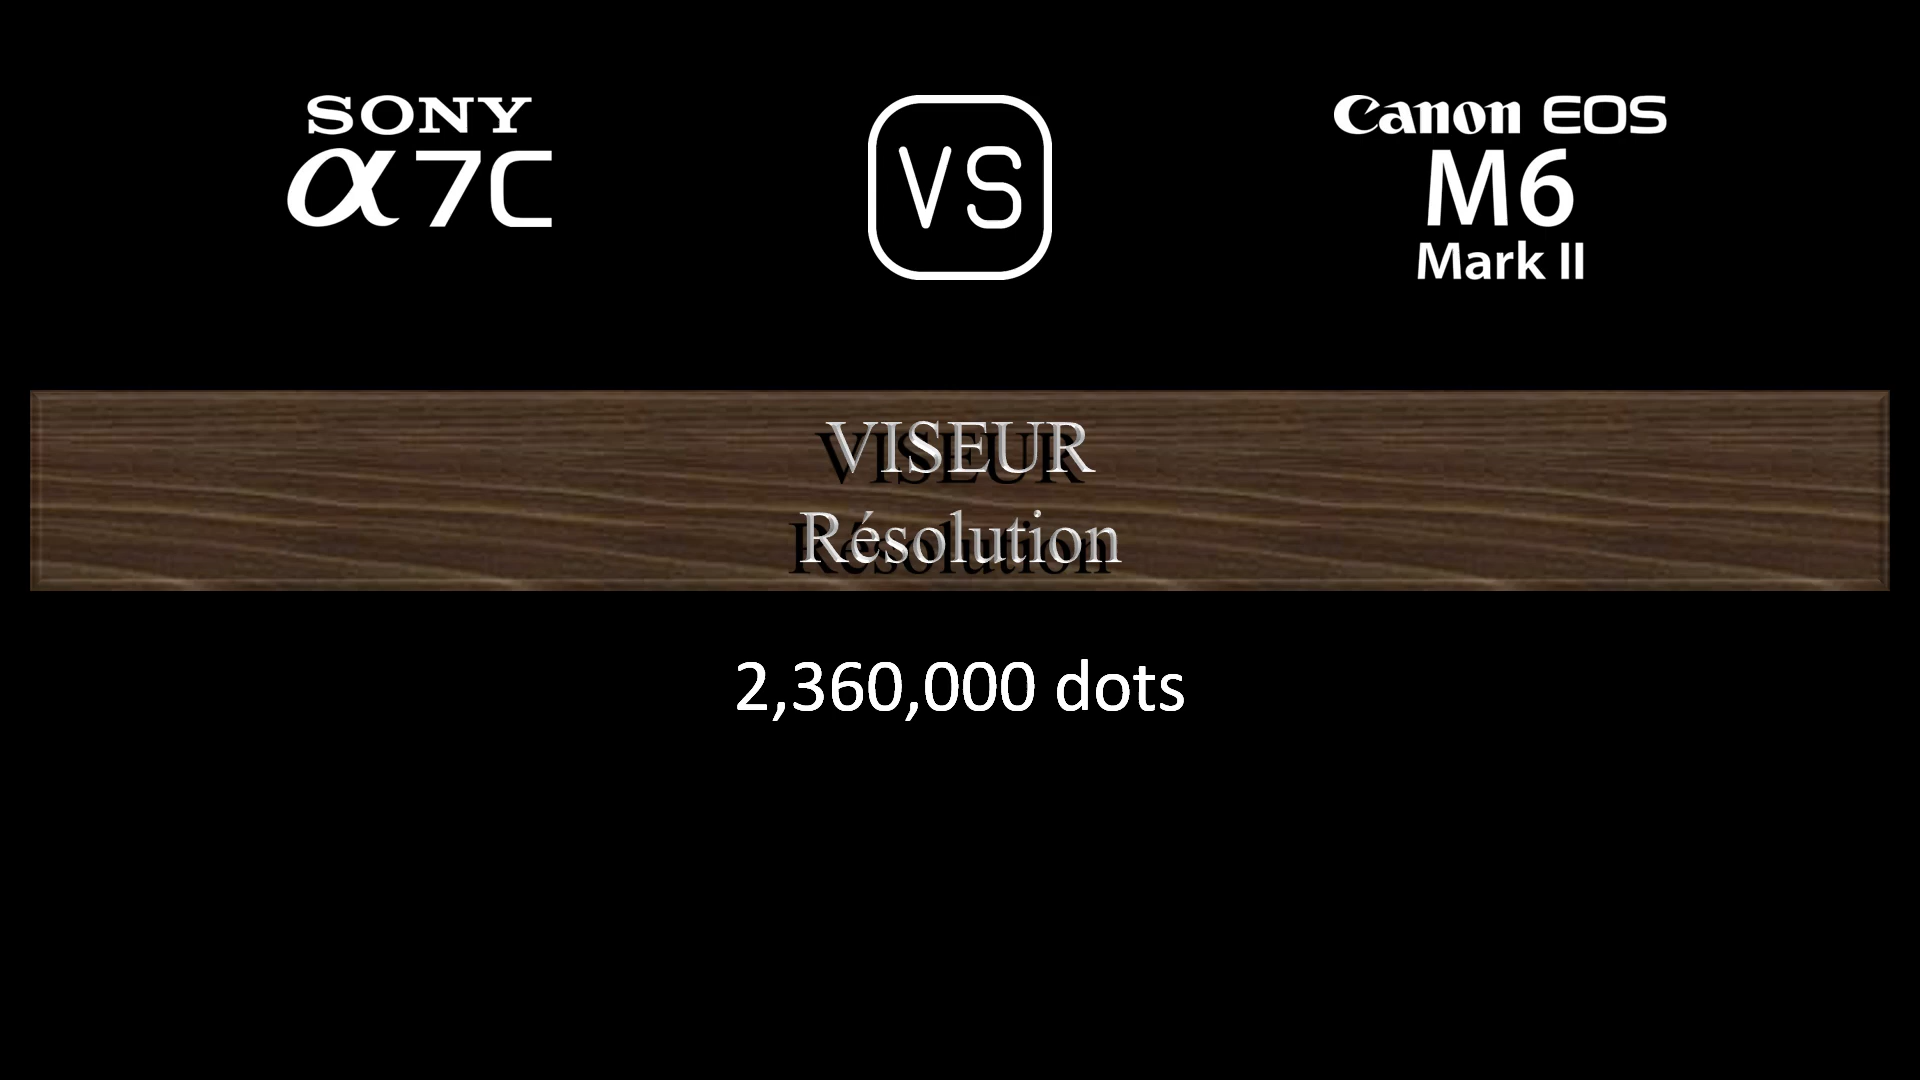 SONY
α7C
VS
Canon EOS
M6
Mark II
VISEUR
Résolution
2,360,000 dots